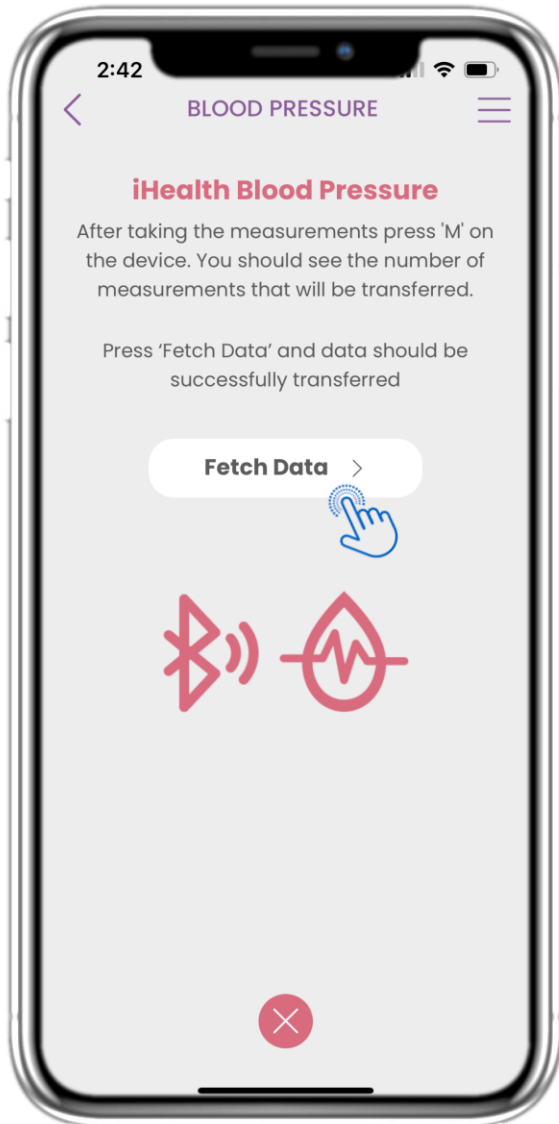 2:42
BLOOD PRESSURE
iHealth Blood Pressure
After taking the measurements press 'M' on
the device. You should see the number of
measurements that will be transferred.
Press ‘Fetch Data’ and data should be
successfully transferred
Fetch Data